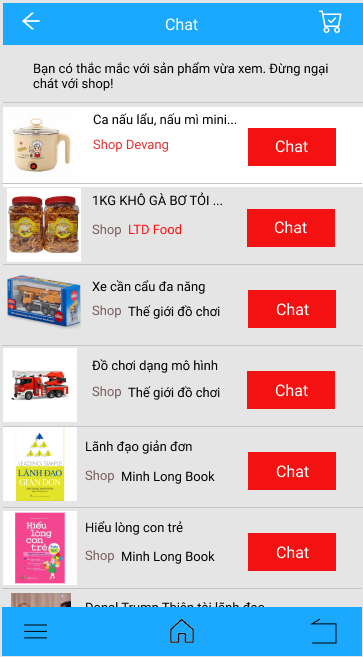 Chat
Bạn có thắc mắc với sản phẩm vừa xem. Đừng ngại
chát với shop!
Ca nấu lẩu, nấu mì mini...
Shop Devang
Chat
1KG KHÔ GÀ BƠ TỎI ...
Shop LTD Food
Chat
Xe cần cẩu đa năng
Shop Thế giới đồ chơi
Chat
Đồ chơi dạng mô hình
Shop Thế giới đồ chơi
Chat
LEADING SIMPLE
LÃNH ĐẠO
GIẢN ĐƠN
Lãnh đạo giản đơn
Shop Minh Long Book
Chat
Hiểu
lòng
con
trẻ
Hiểu lòng con trẻ
Shop Minh Long Book
Chat
Donal Trump Thiên tài lãnh đạo